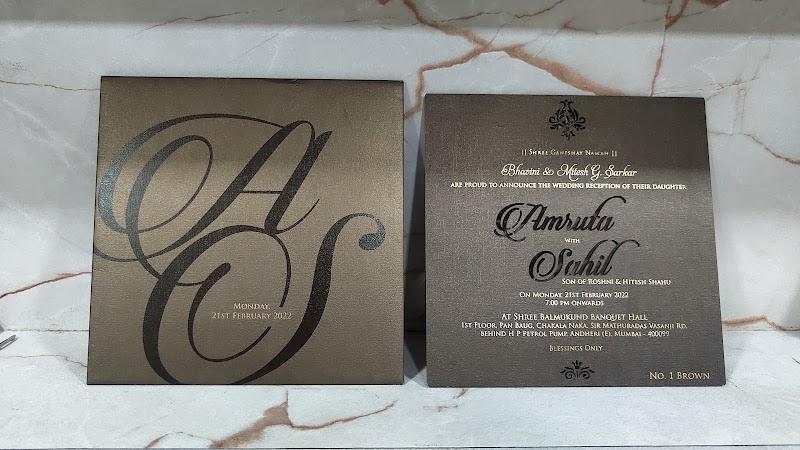 AS
Monday,
21st February 2022
|| Shree Ganeshay Namah ||
Bhavini & Mitesh G. Sarkar
are proud to announce the wedding reception of their daughter
Amruta
with
Sahil
Son of Roshni & Hitesh Shahu
On Monday, 21st February 2022
7.00 pm onwards
At Shree Balmukund Banquet Hall
1st Floor, Pan Baug, Chakala Naka, Sir Mathuradas Vasanji Rd,
behind H P Petrol Pump, Andheri (E), Mumbai - 400099
Blessings Only
No. 1 Brown